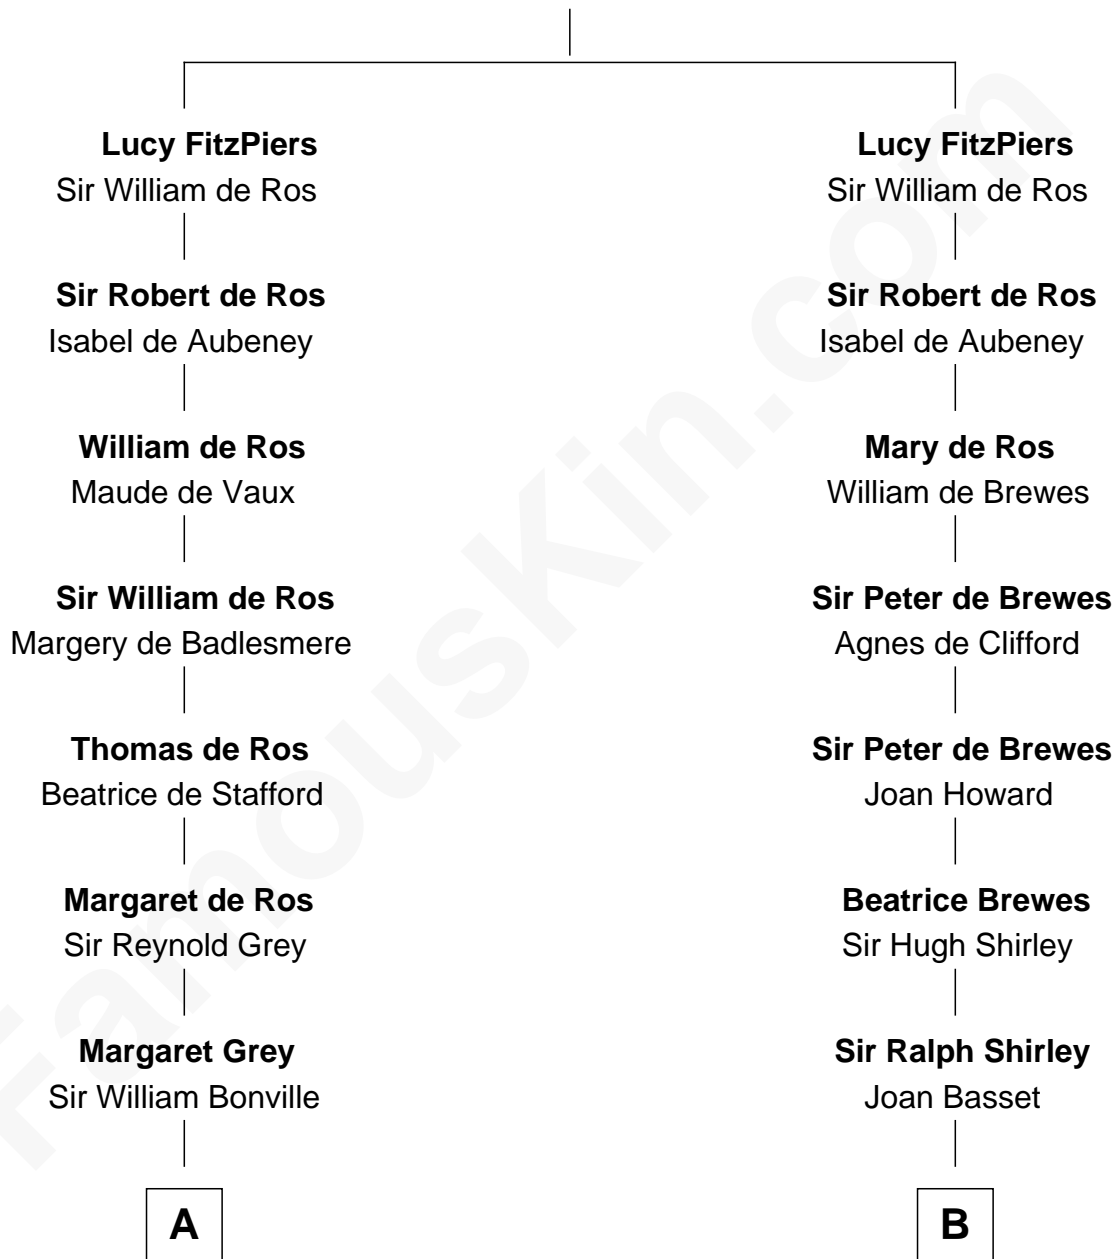 Lucy FitzPiers
Sir William de Ros
Lucy FitzPiers
Sir William de Ros
Sir Robert de Ros
Isabel de Aubeney
Sir Robert de Ros
Isabel de Aubeney
William de Ros
Maude de Vaux
Mary de Ros
William de Brewes
Sir William de Ros
Margery de Badlesmere
Sir Peter de Brewes
Agnes de Clifford
Thomas de Ros
Beatrice de Stafford
Sir Peter de Brewes
Joan Howard
Margaret de Ros
Sir Reynold Grey
Beatrice Brewes
Sir Hugh Shirley
Margaret Grey
Sir William Bonville
Sir Ralph Shirley
Joan Basset
A
B
FamousKin.com